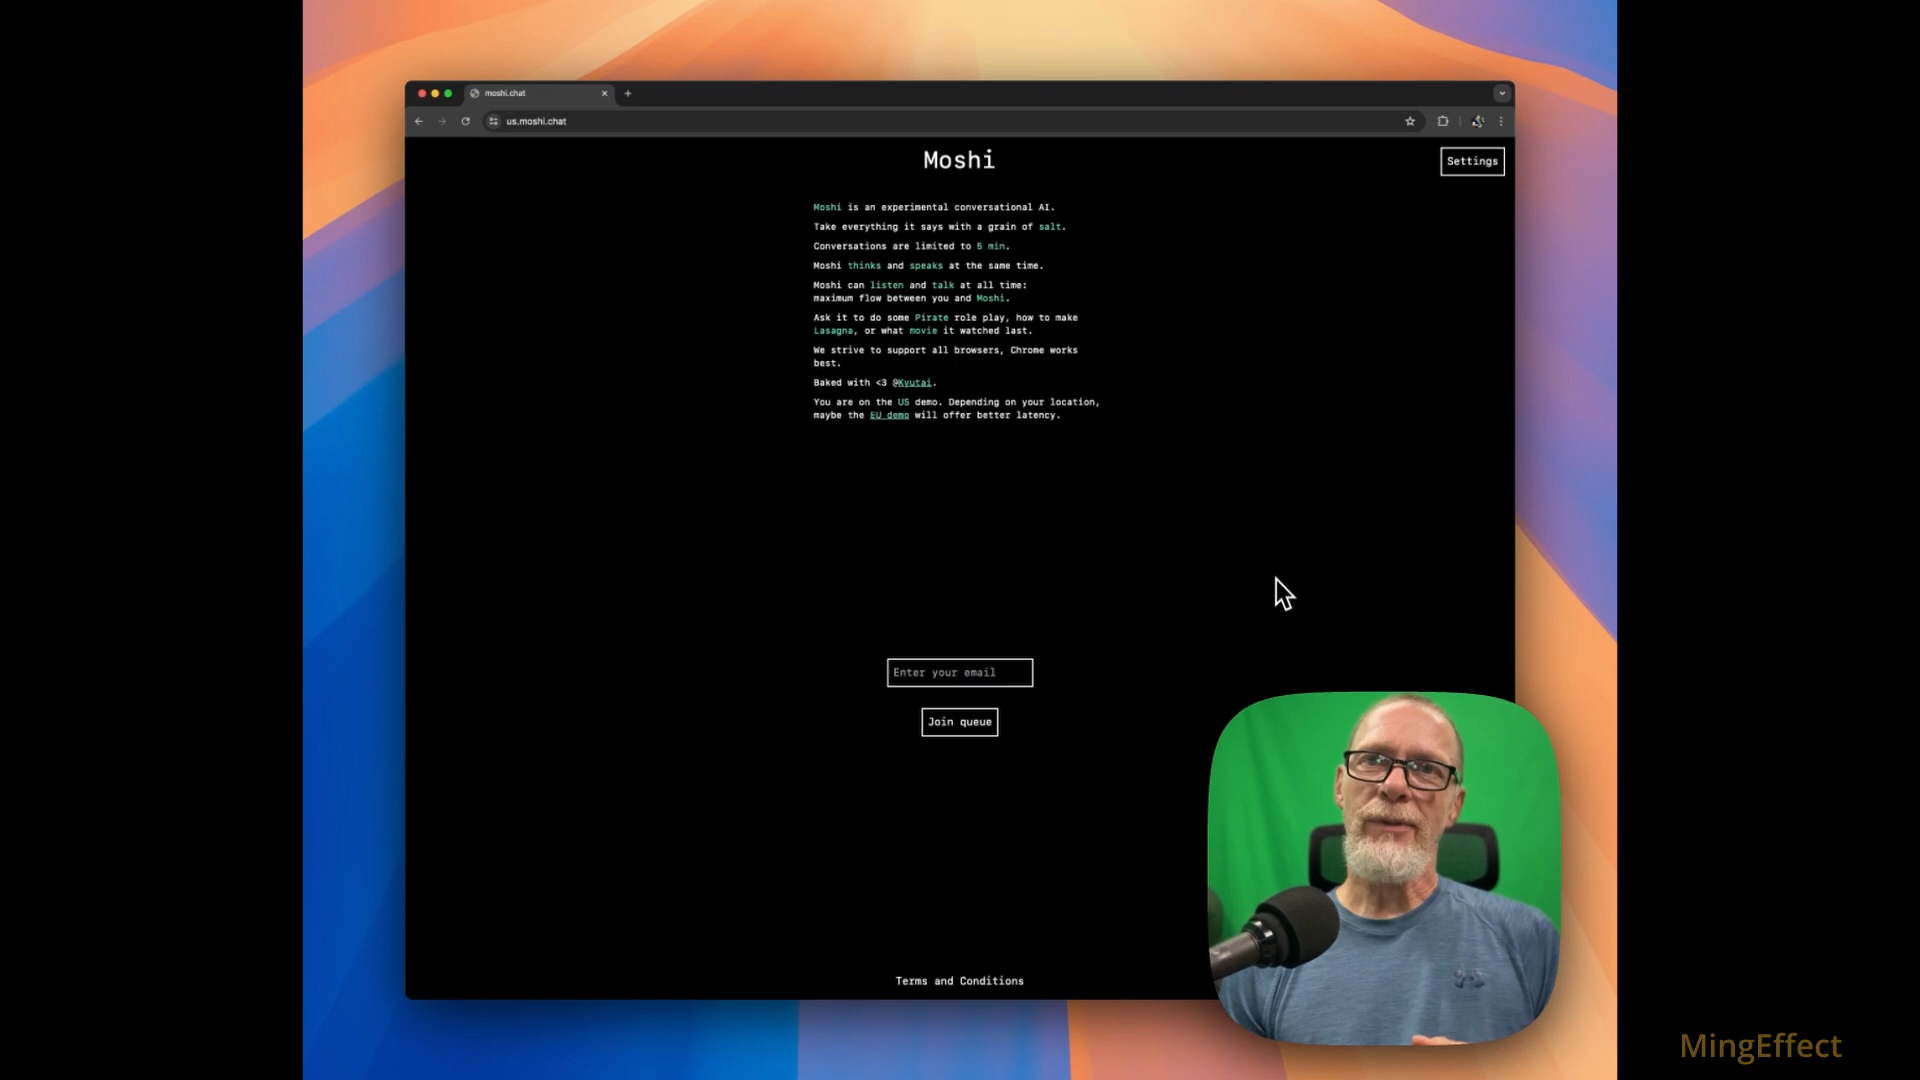 moshi.chat
us.moshi.chat
Moshi
Settings
Moshi is an experimental conversational AI.
Take everything it says with a grain of salt.
Conversations are limited to 5 min.
Moshi thinks and speaks at the same time.
Moshi can listen and talk at all time:
maximum flow between you and Moshi.
Ask it to do some Pirate role play, how to make
Lasagna, or what movie it watched last.
We strive to support all browsers, Chrome works
best.
Baked with <3 @Kyutai.
You are on the US demo. Depending on your location,
maybe the EU demo will offer better latency.
Enter your email
Join queue
Terms and Conditions
MingEffect